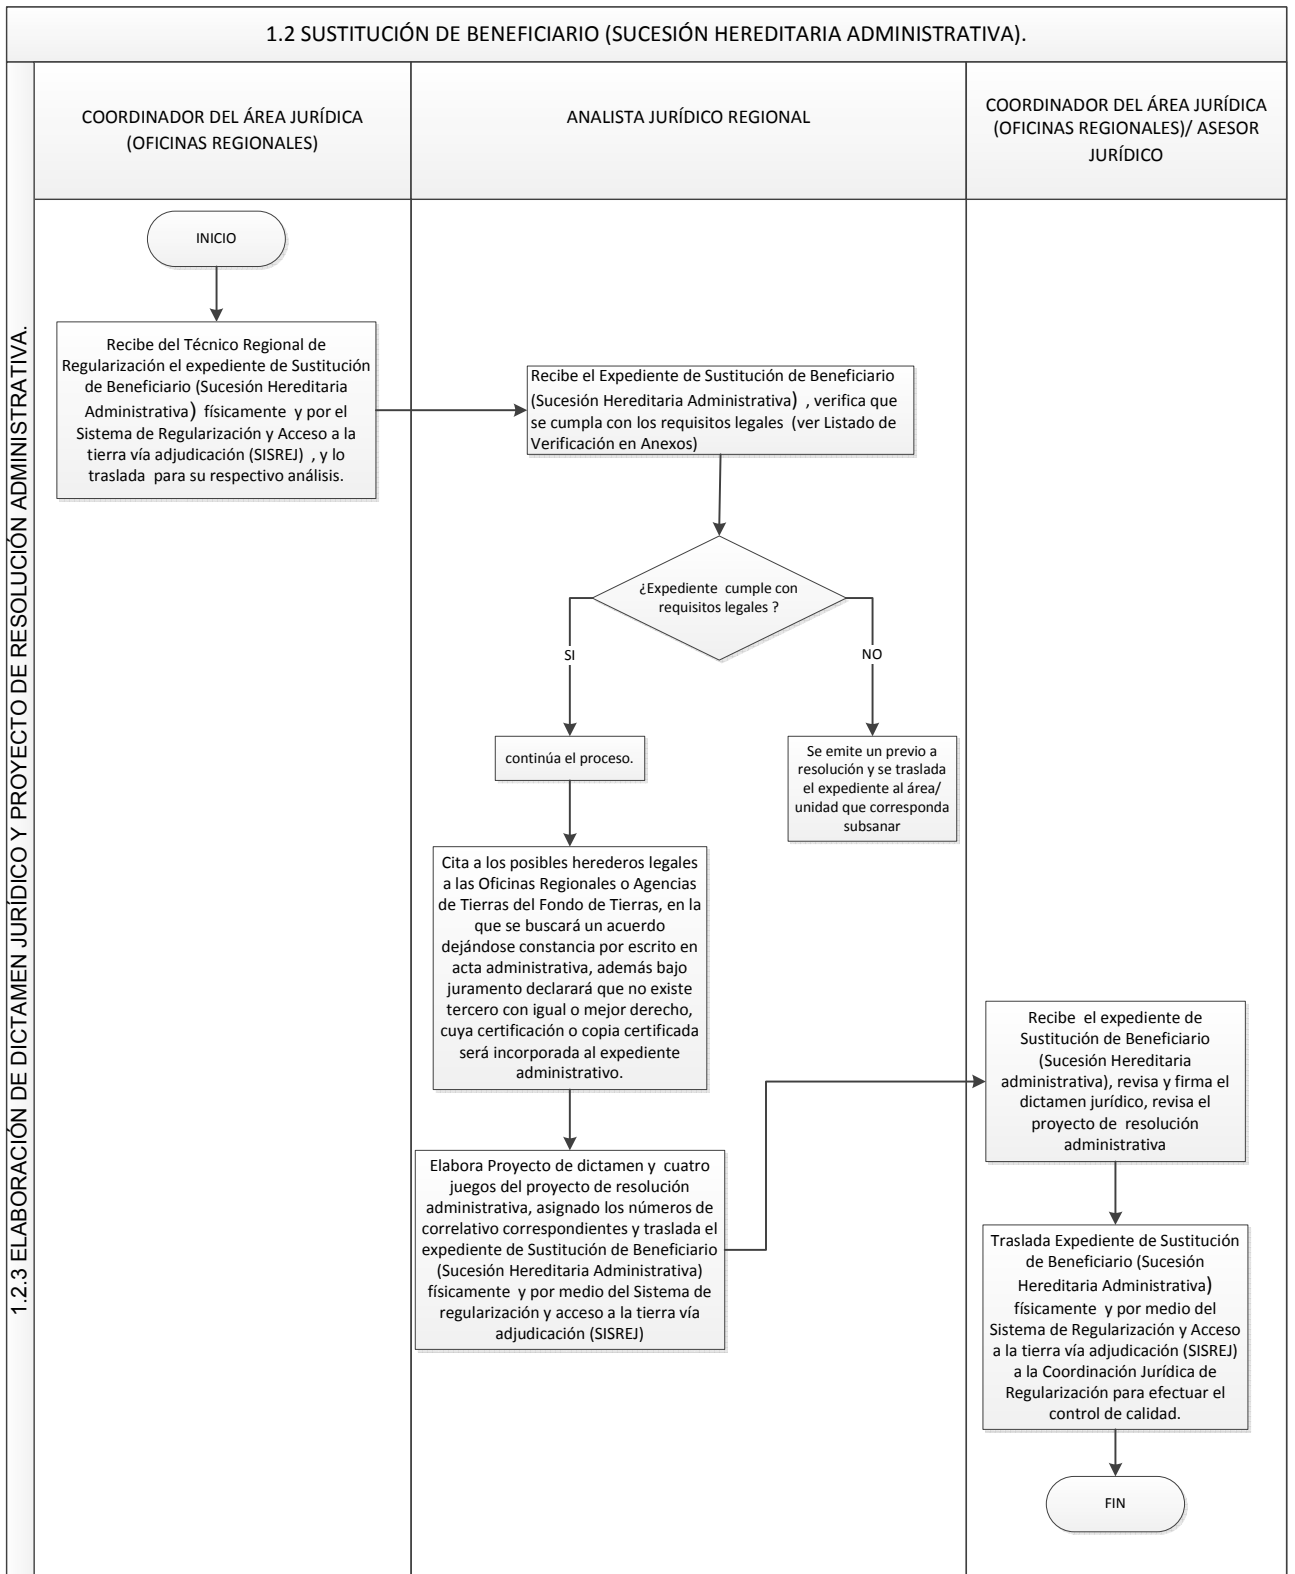 1.2 SUSTITUCIÓN DE BENEFICIARIO (SUCESIÓN HEREDITARIA ADMINISTRATIVA).
1.2.3 ELABORACIÓN DE DICTAMEN JURÍDICO Y PROYECTO DE RESOLUCIÓN ADMINISTRATIVA.
COORDINADOR DEL ÁREA JURÍDICA
(OFICINAS REGIONALES)
ANALISTA JURÍDICO REGIONAL
COORDINADOR DEL ÁREA JURÍDICA
(OFICINAS REGIONALES)/ ASESOR
JURÍDICO
INICIO
Recibe del Técnico Regional de
Regularización el expediente de Sustitución
de Beneficiario (Sucesión Hereditaria
Administrativa) físicamente y por el
Sistema de Regularización y Acceso a la
tierra vía adjudicación (SISREJ) , y lo
traslada para su respectivo análisis.
Recibe el Expediente de Sustitución de Beneficiario
(Sucesión Hereditaria Administrativa) , verifica que
se cumpla con los requisitos legales (ver Listado de
Verificación en Anexos)
¿Expediente cumple con
requisitos legales ?
SI
NO
continúa el proceso.
Se emite un previo a
resolución y se traslada
el expediente al área/
unidad que corresponda
subsanar
Cita a los posibles herederos legales
a las Oficinas Regionales o Agencias
de Tierras del Fondo de Tierras, en la
que se buscará un acuerdo
dejándose constancia por escrito en
acta administrativa, además bajo
juramento declarará que no existe
tercero con igual o mejor derecho,
cuya certificación o copia certificada
será incorporada al expediente
administrativo.
Elabora Proyecto de dictamen y cuatro
juegos del proyecto de resolución
administrativa, asignado los números de
correlativo correspondientes y traslada el
expediente de Sustitución de Beneficiario
(Sucesión Hereditaria Administrativa)
físicamente y por medio del Sistema de
regularización y acceso a la tierra vía
adjudicación (SISREJ)
Recibe el expediente de
Sustitución de Beneficiario
(Sucesión Hereditaria
administrativa), revisa y firma el
dictamen jurídico, revisa el
proyecto de resolución
administrativa
Traslada Expediente de Sustitución
de Beneficiario (Sucesión
Hereditaria Administrativa)
físicamente y por medio del
Sistema de Regularización y Acceso
a la tierra vía adjudicación (SISREJ)
a la Coordinación Jurídica de
Regularización para efectuar el
control de calidad.
FIN